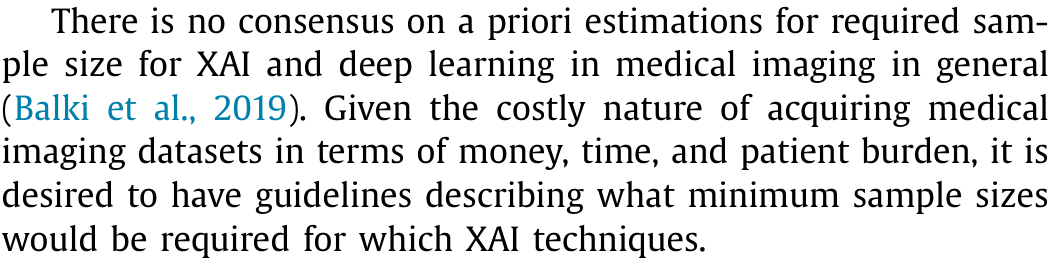 There is no consensus on a priori estimations for required sam-
ple size for XAI and deep learning in medical imaging in general
(Balki et al., 2019). Given the costly nature of acquiring medical
imaging datasets in terms of money, time, and patient burden, it is
desired to have guidelines describing what minimum sample sizes
would be required for which XAI techniques.